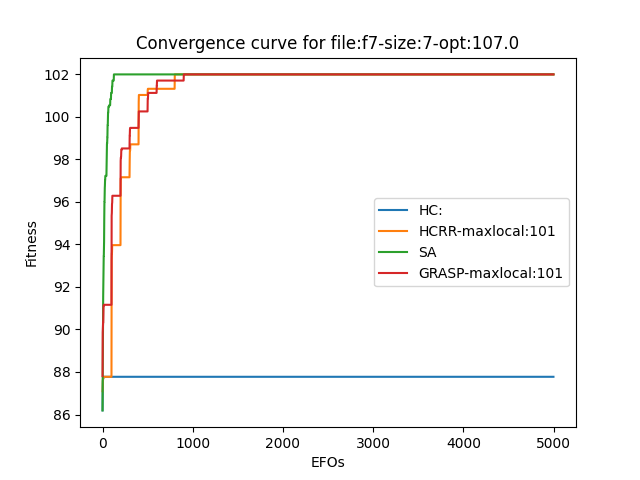 Convergence curve for file:f7-size:7-opt:107.0
Fitness
102
100
98
96
94
92
90
88
86
HC:
HCRR-maxlocal:101
SA
GRASP-maxlocal:101
0 1000 2000 3000 4000 5000
EFOs